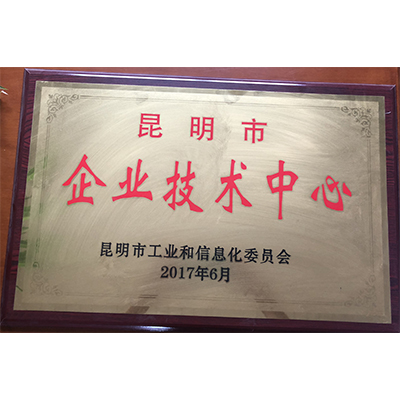 昆明市
企业技术中心
昆明市工业和信息化委员会
2017年6月